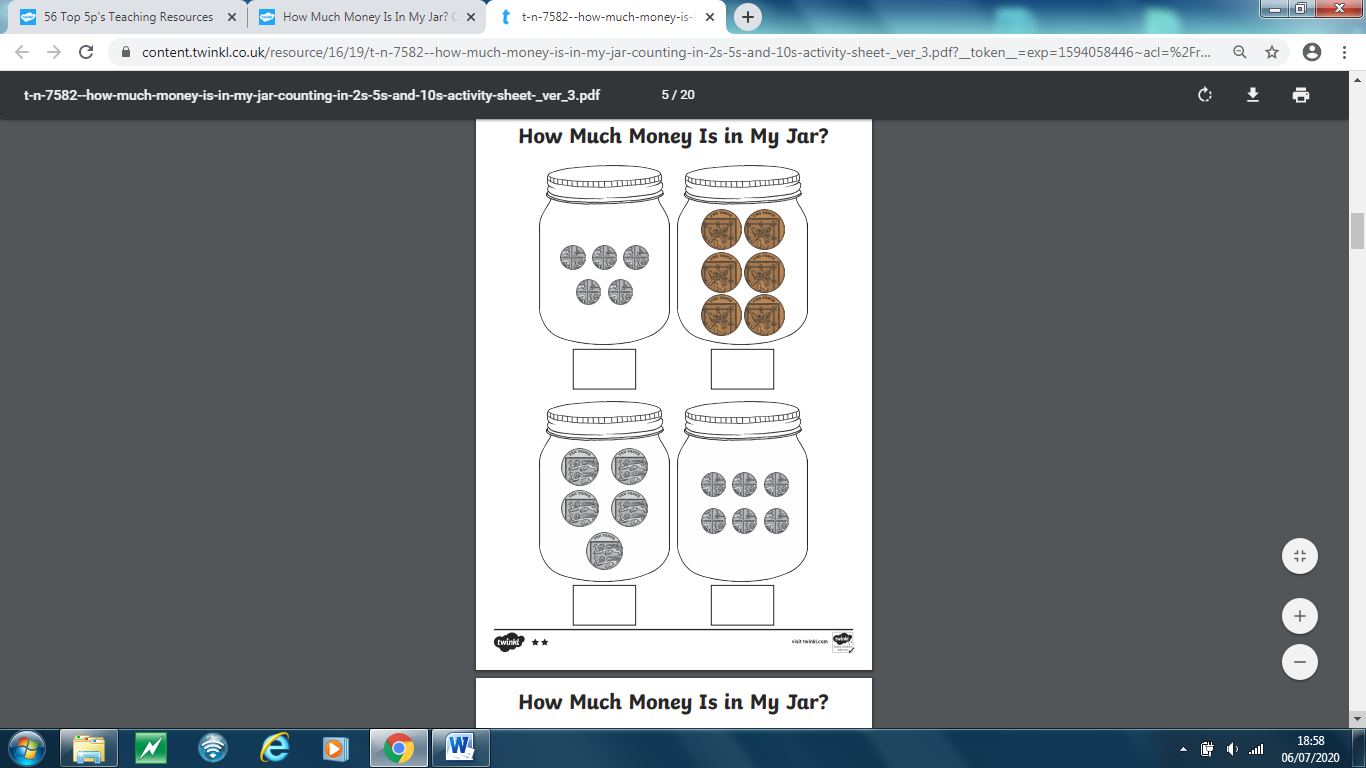 56 Top 5p's Teaching Resources
How Much Money Is In My Jar? C
t-n-7582--how-much-money-is-i
content.twinkl.co.uk/resource/16/19/t-n-7582--how-much-money-is-in-my-jar-counting-in-2s-5s-and-10s-activity-sheet-_ver_3.pdf?__token__=exp=1594058446~acl=%2Fr...
t-n-7582--how-much-money-is-in-my-jar-counting-in-2s-5s-and-10s-activity-sheet-_ver_3.pdf
5 / 20
How Much Money Is in My Jar?
twinkl
visit twinkl.com
twinkl
How Much Money Is in My Jar?
18:58
06/07/2020